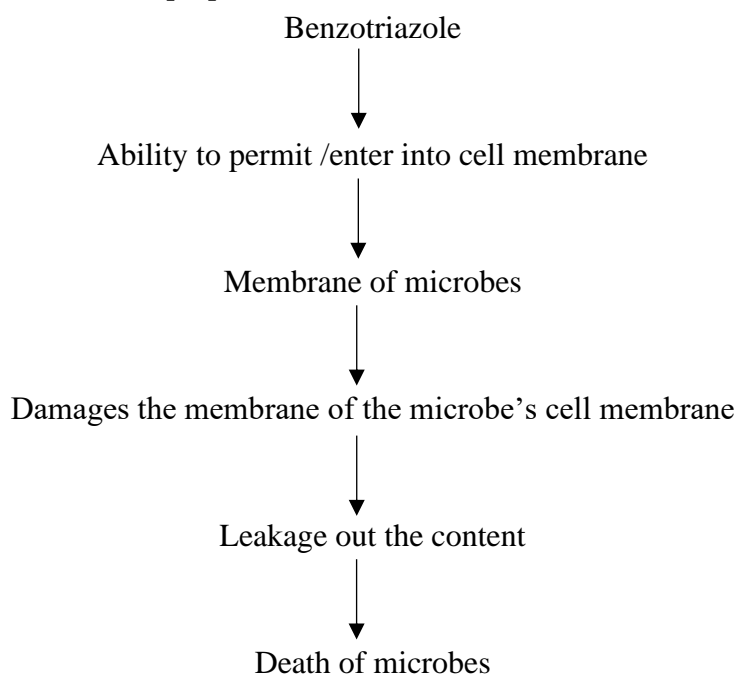 Benzotriazole
Ability to permit /enter into cell membrane
Membrane of microbes
Damages the membrane of the microbe's cell membrane
Leakage out the content
Death of microbes